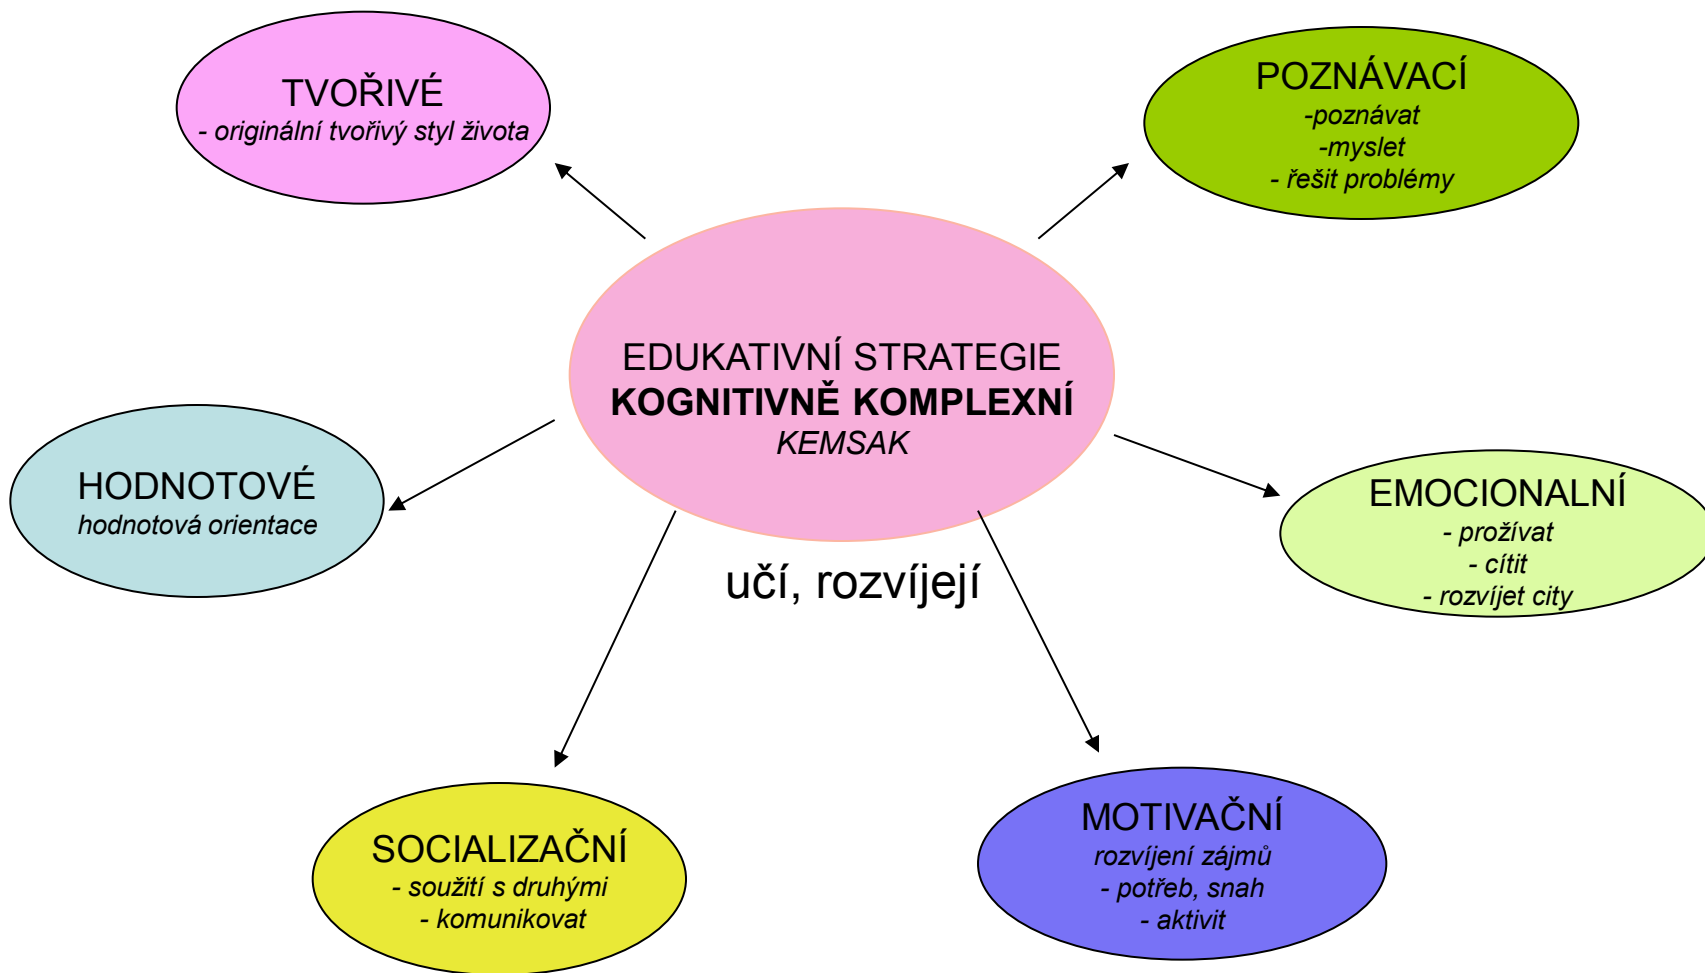 TVOŘIVÉ
- originální tvořivý styl života
POZNÁVACÍ
-poznávat
-myslet
- řešit problémy
EDUKATIVNÍ STRATEGIE
KOGNITIVNĚ KOMPLEXNÍ
KEMSAK
HODNOTOVÉ
hodnotová orientace
EMOCIONALNÍ
- prožívat
- cítit
- rozvíjet city
učí, rozvíjejí
SOCIALIZAČNÍ
- soužití s druhými
- komunikovat
MOTIVAČNÍ
rozvíjení zájmů
- potřeb, snah
- aktivit